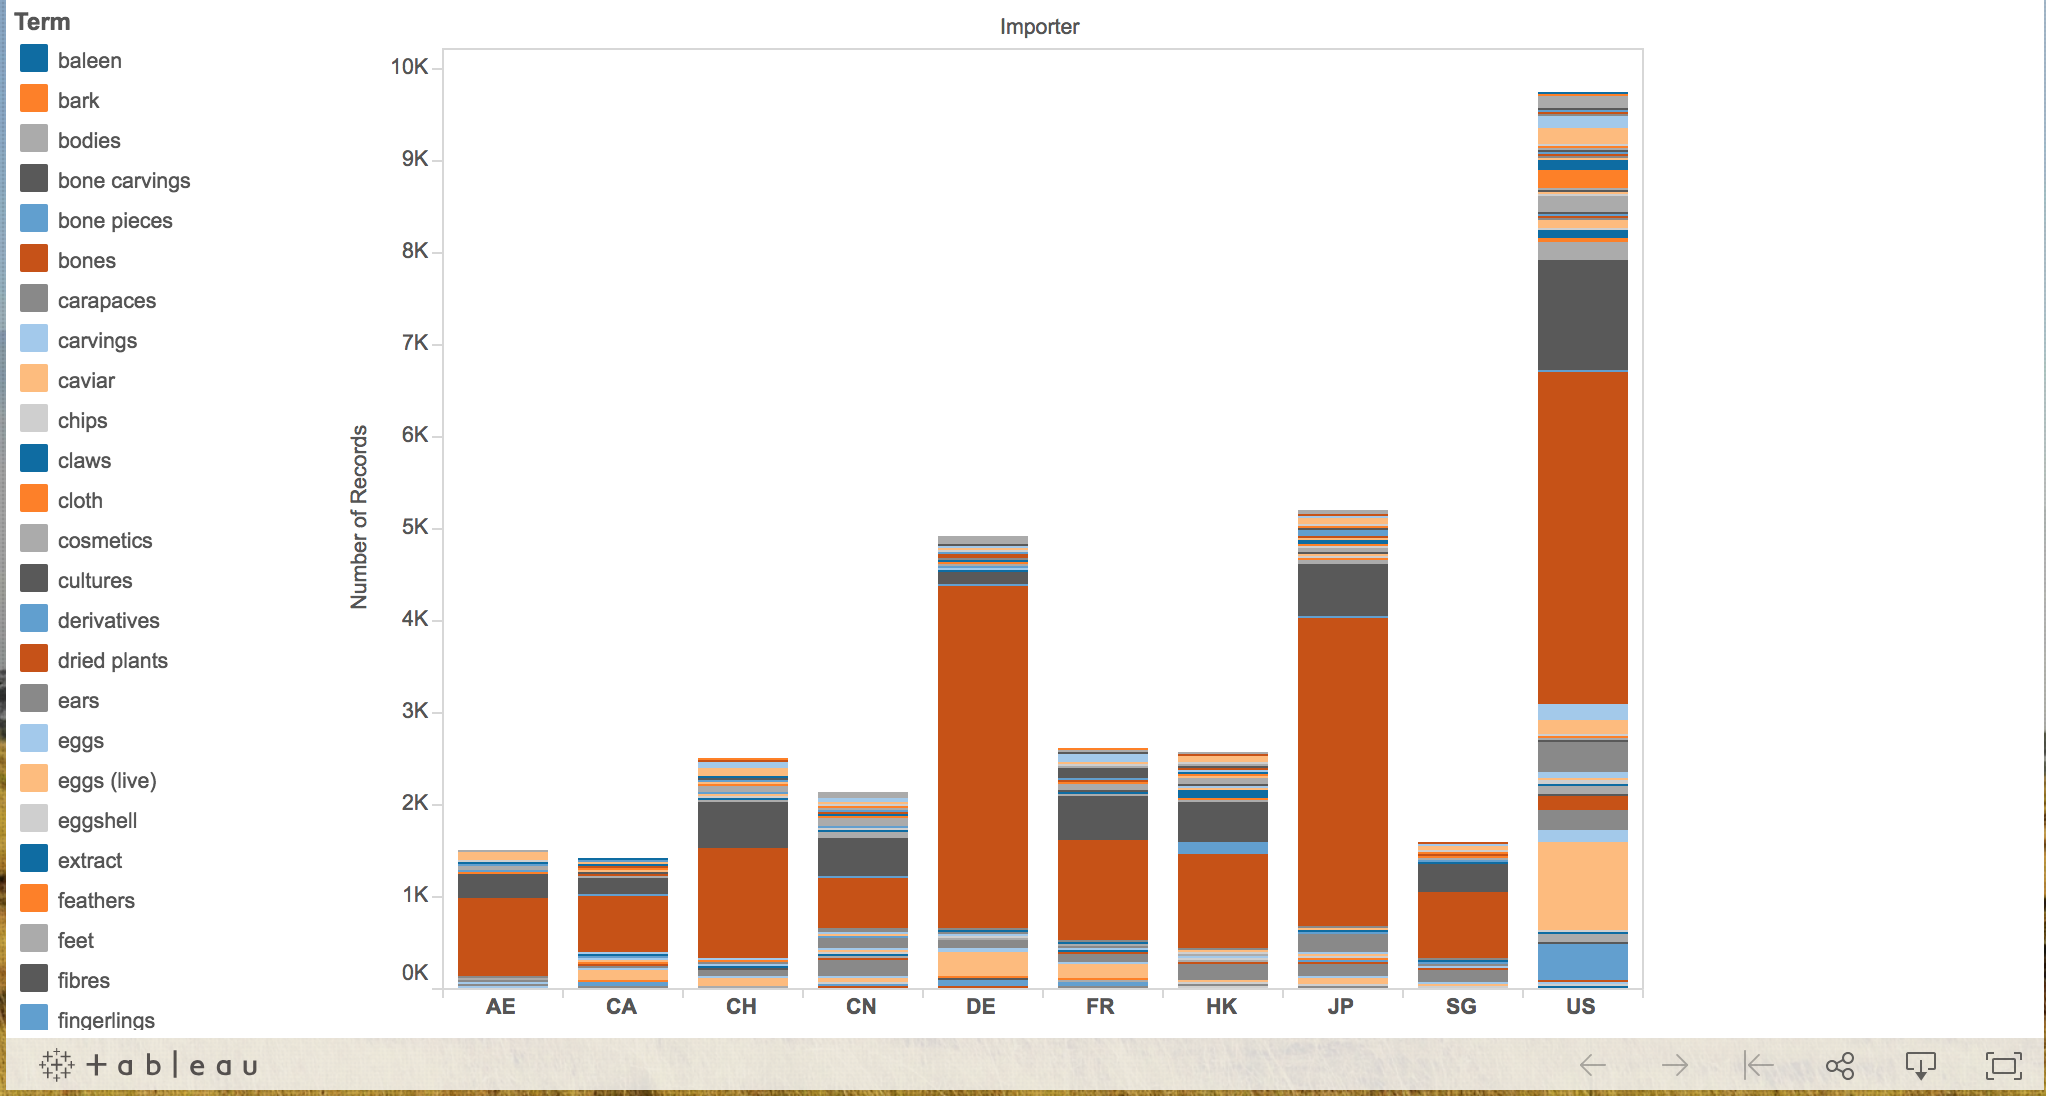 Term
baleen
bark
bodies
bone carvings
bone pieces
bones
carapaces
carvings
caviar
chips
claws
cloth
cosmetics
cultures
derivatives
dried plants
ears
eggs
eggs (live)
eggshell
extract
feathers
feet
fibres
fingerlings
Importer
Number of Records
10K
9K
8K
7K
6K
5K
4K
3K
2K
1K
0K
AE CA CH CN DE FR HK JP SG US
+ableau